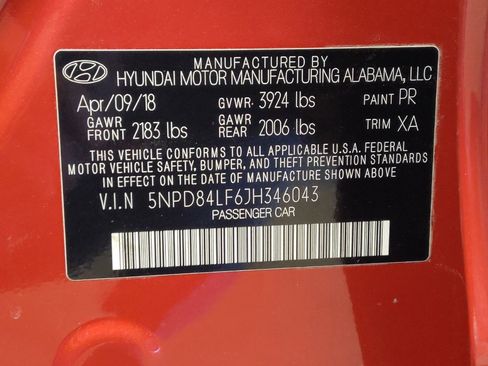 MANUFACTURED BY
HYUNDAI MOTOR MANUFACTURING ALABAMA, LLC
Apr/09/18 GVWR: 3924 lbs PAINT PR
GAWR FRONT 2183 lbs GAWR REAR 2006 lbs TRIM XA
THIS VEHICLE CONFORMS TO ALL APPLICABLE U.S.A. FEDERAL
MOTOR VEHICLE SAFETY, BUMPER, AND THEFT PREVENTION STANDARDS
IN EFFECT ON THE DATE OF MANUFACTURE SHOWN ABOVE
V.I.N 5NPD84LF6JH346043
PASSENGER CAR